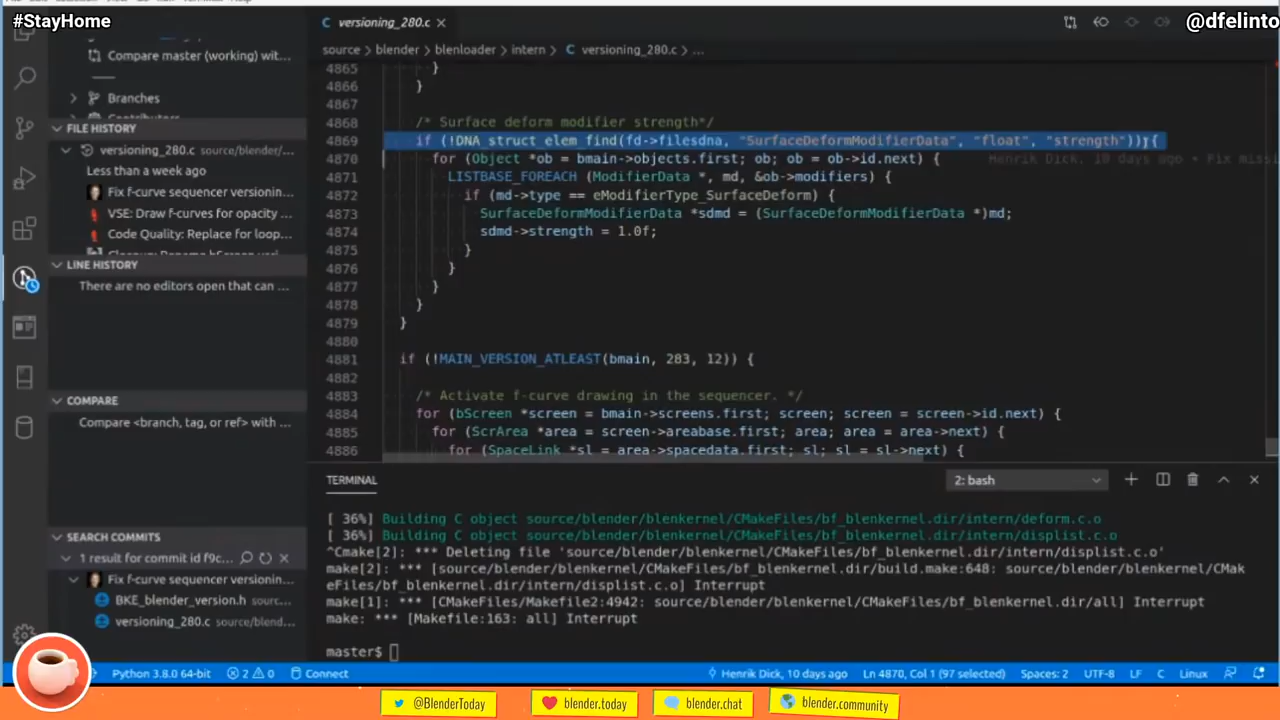 #StayHome
@dfelinto
versioning_280.c
source > blender > blenloader > intern > C versioning_280.c > ...
Compare master (working) wit...
Branches
FILE HISTORY
versioning_280.c source/blender/...
Less than a week ago
Fix f-curve sequencer versionin...
VSE: Draw f-curves for opacity ...
Code Quality: Replace for loop...
LINE HISTORY
There are no editors open that can ...
COMPARE
Compare <branch, tag, or ref> with ...
SEARCH COMMITS
1 result for commit id f9c...
Fix f-curve sequencer versionin...
BKE_blender_version.h sourc...
versioning_280.c source/blend...
4865 }
4866 }
4867
4868 /* Surface deform modifier strength*/
4869 if (!DNA_struct_elem_find(fd->filesdna, "SurfaceDeformModifierData", "float", "strength")){
4870 for (Object *ob = bmain->objects.first; ob; ob = ob->id.next) { Henrik Dick, 10 days ago • Fix miss.
4871 LISTBASE_FOREACH (ModifierData *, md, &ob->modifiers) {
4872 if (md->type == eModifierType_SurfaceDeform) {
4873 SurfaceDeformModifierData *sdmd = (SurfaceDeformModifierData *)md;
4874 sdmd->strength = 1.0f;
4875 }
4876 }
4877 }
4878 }
4879 }
4880
4881 if (!MAIN_VERSION_ATLEAST(bmain, 283, 12)) {
4882
4883 /* Activate f-curve drawing in the sequencer. */
4884 for (bScreen *screen = bmain->screens.first; screen; screen = screen->id.next) {
4885 for (ScrArea *area = screen->areabase.first; area; area = area->next) {
4886 for (SpaceLink *sl = area->spacedata.first; sl; sl = sl->next) {
TERMINAL
2: bash
[ 36%] Building C object source/blender/blenkernel/CMakeFiles/bf_blenkernel.dir/intern/deform.c.o
[ 36%] Building C object source/blender/blenkernel/CMakeFiles/bf_blenkernel.dir/intern/displist.c.o
^Cmake[2]: *** Deleting file 'source/blender/blenkernel/CMakeFiles/bf_blenkernel.dir/intern/displist.c.o'
make[2]: *** [source/blender/blenkernel/CMakeFiles/bf_blenkernel.dir/build.make:648: source/blender/blenkernel/CMak
eFiles/bf_blenkernel.dir/intern/displist.c.o] Interrupt
make[1]: *** [CMakeFiles/Makefile2:4942: source/blender/blenkernel/CMakeFiles/bf_blenkernel.dir/all] Interrupt
make: *** [Makefile:163: all] Interrupt
master$
Python 3.8.0 64-bit
2 0
Connect
Henrik Dick, 10 days ago
Ln 4870, Col 1 (97 selected)
Spaces: 2
UTF-8
LF
C
Linux
@BlenderToday
blender.today
blender.chat
blender.community